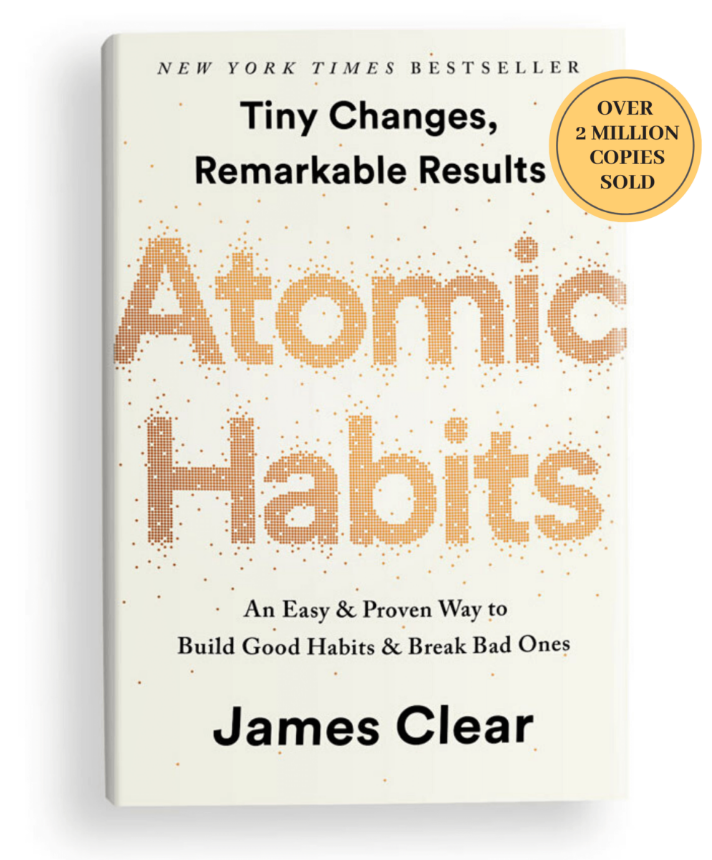 NEW YORK TIMES BESTSELLER
Tiny Changes,
Remarkable Results
OVER
2 MILLION
COPIES
SOLD
Atomic
Habits
An Easy & Proven Way to
Build Good Habits & Break Bad Ones
James Clear